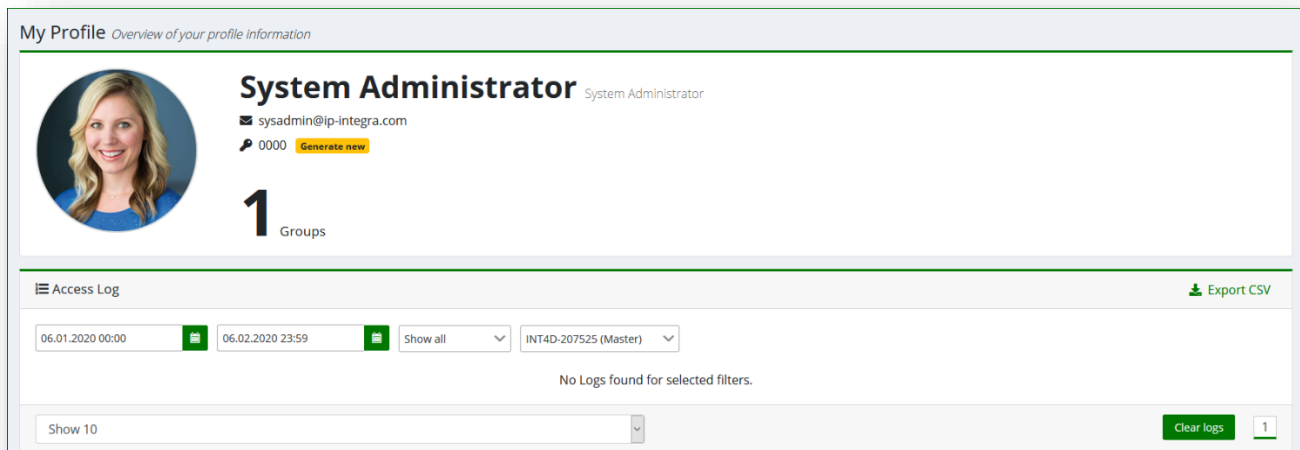 My Profile Overview of your profile information
System Administrator System Administrator
sysadmin@ip-integra.com
0000 Generate new
1 Groups
Access Log Export CSV
06.01.2020 00:00 06.02.2020 23:59 Show all INT4D-207525 (Master)
No Logs found for selected filters.
Show 10 Clear logs 1